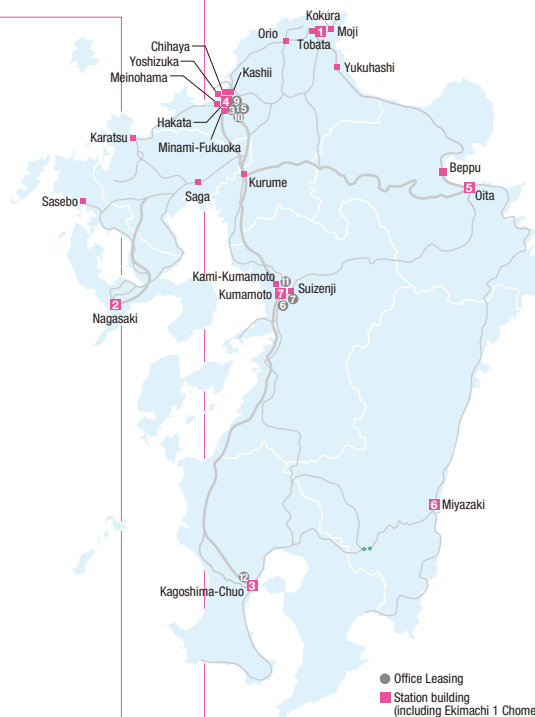 Kokura
Orio
1
Moji
Tobata
Chihaya
Yoshizuka
Kashii
Meinohama
Yukuhashi
4
9
3
15
10
Hakata
Minami-Fukuoka
Karatsu
Beppu
Kurume
Saga
5
Oita
Sasebo
Kami-Kumamoto
11
Suizenji
Kumamoto
7
7
6
2
Nagasaki
6
Miyazaki
12
Kagoshima-Chuo
3
Office Leasing
Station building
(including Ekimachi 1 Chome